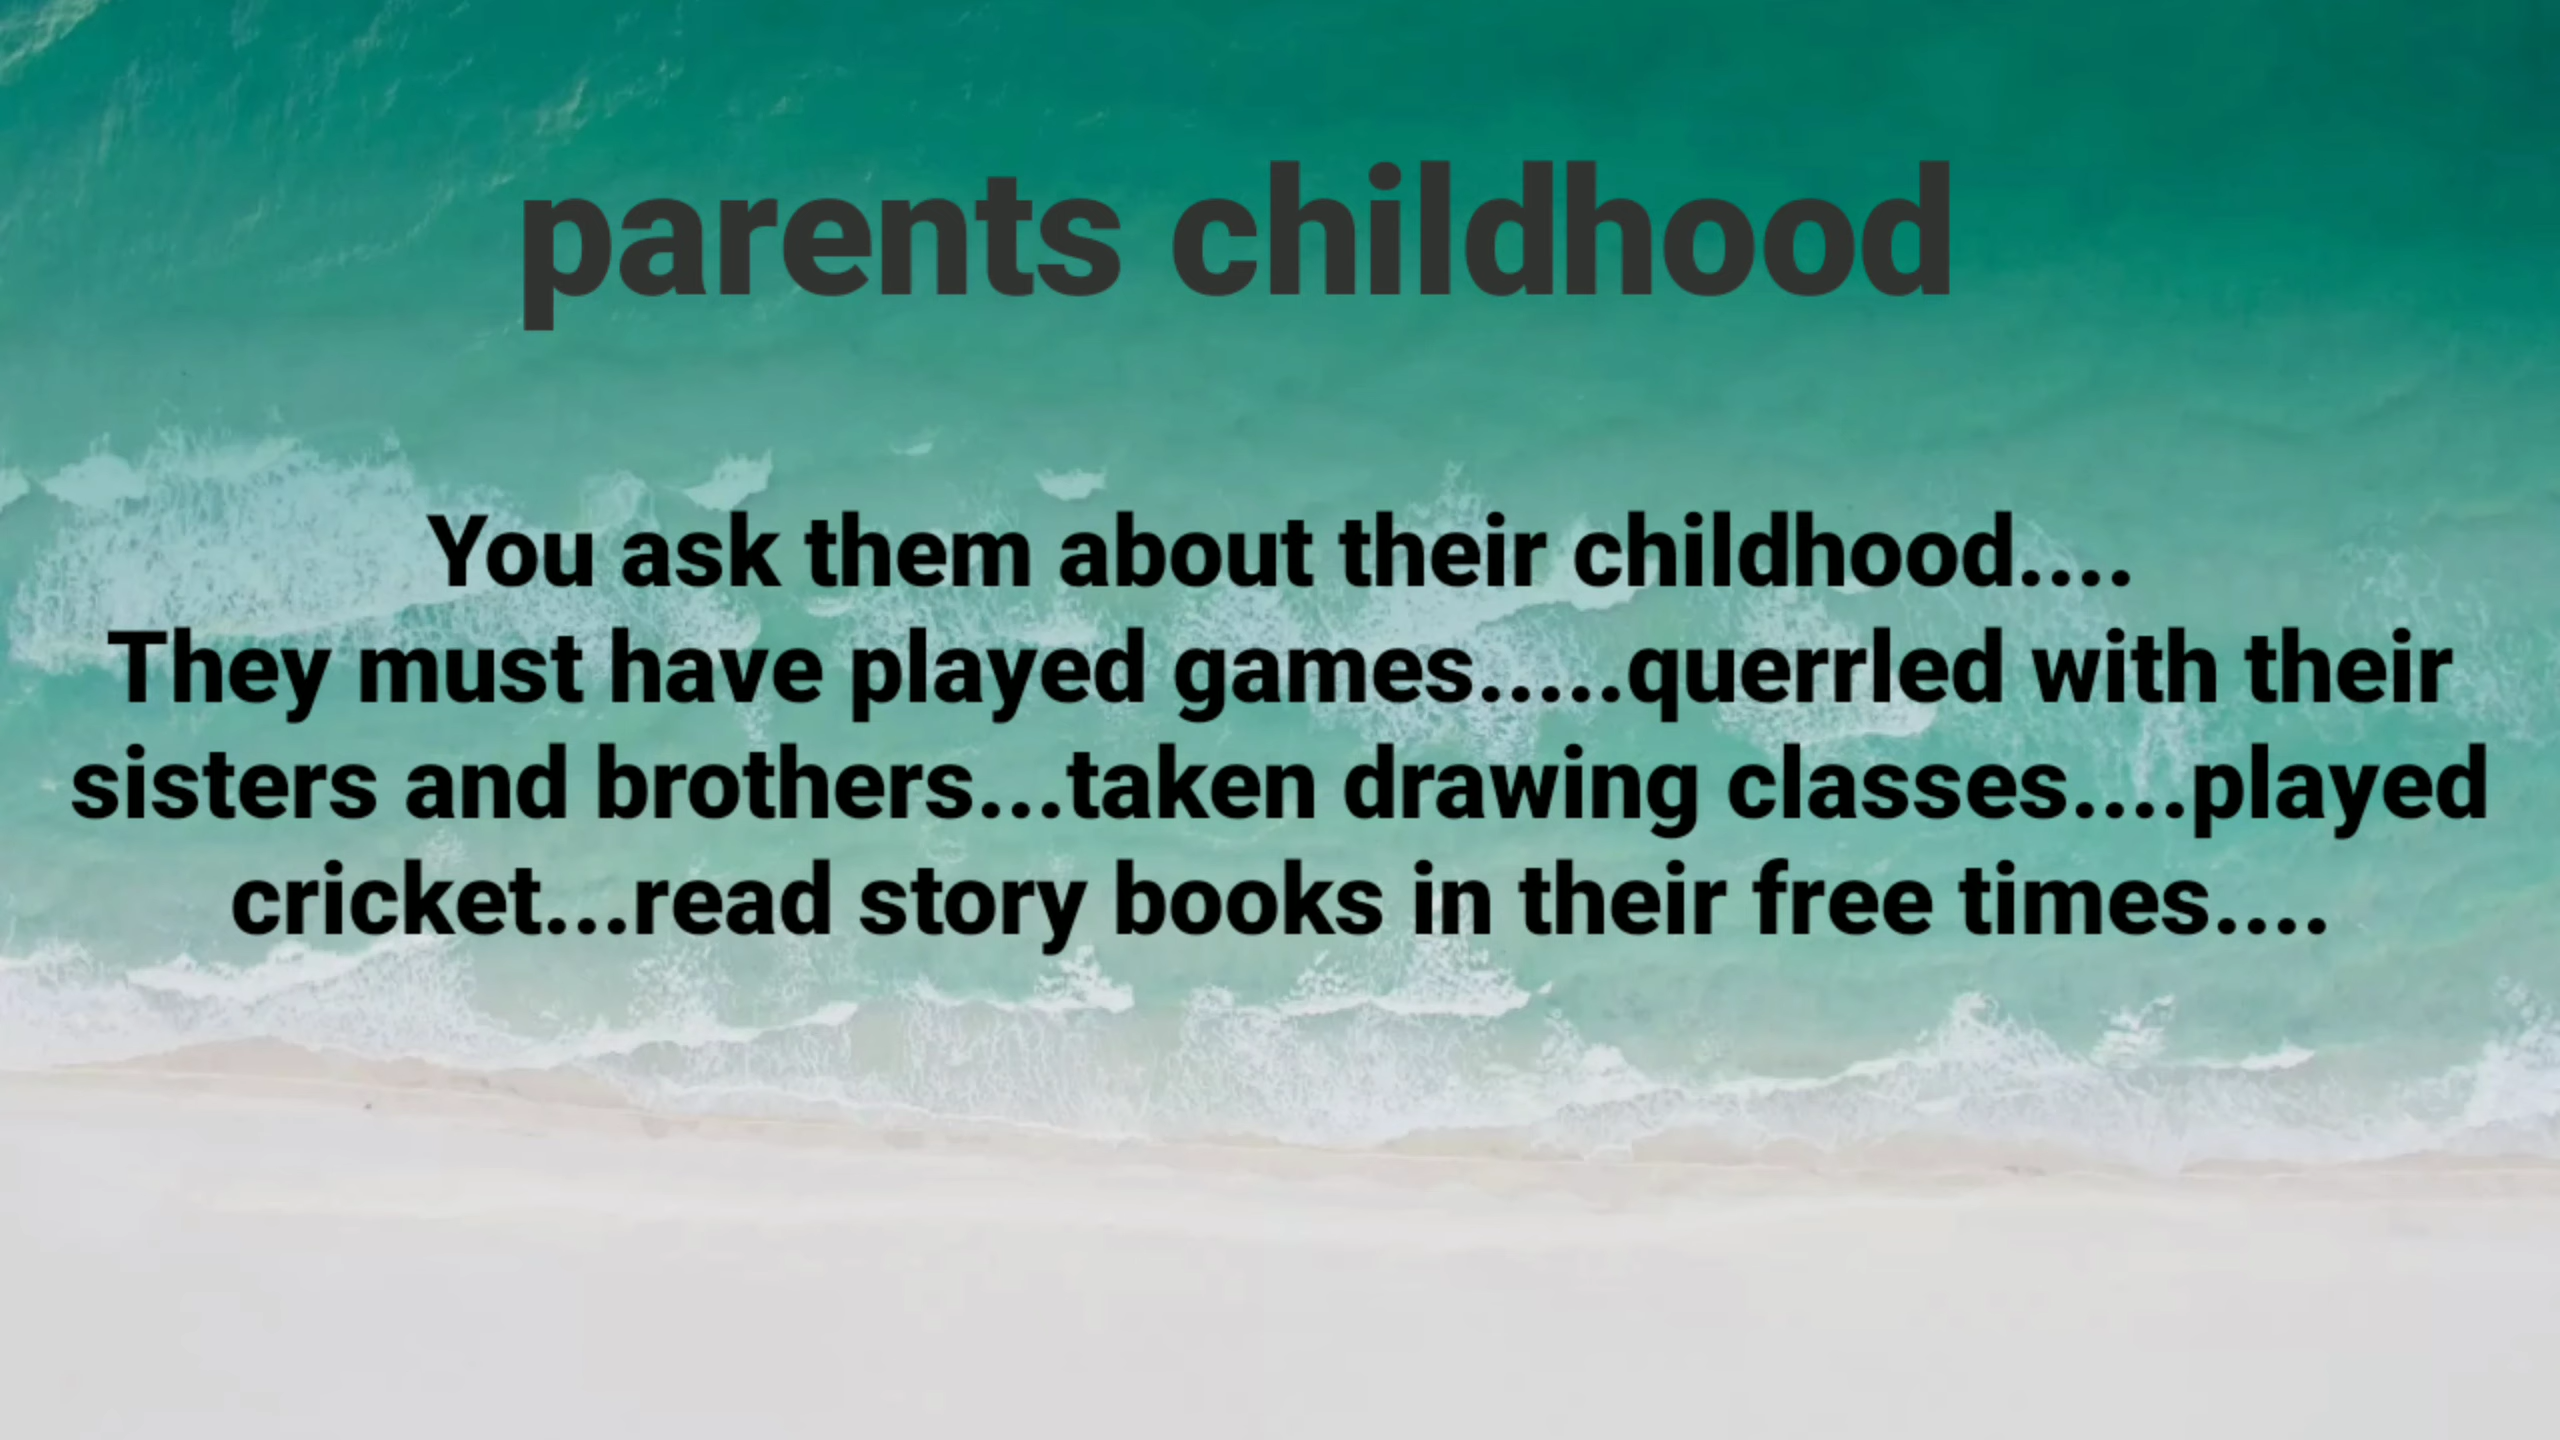 parents childhood
You ask them about their childhood....
They must have played games.....querrled with their
sisters and brothers...taken drawing classes....played
cricket...read story books in their free times....